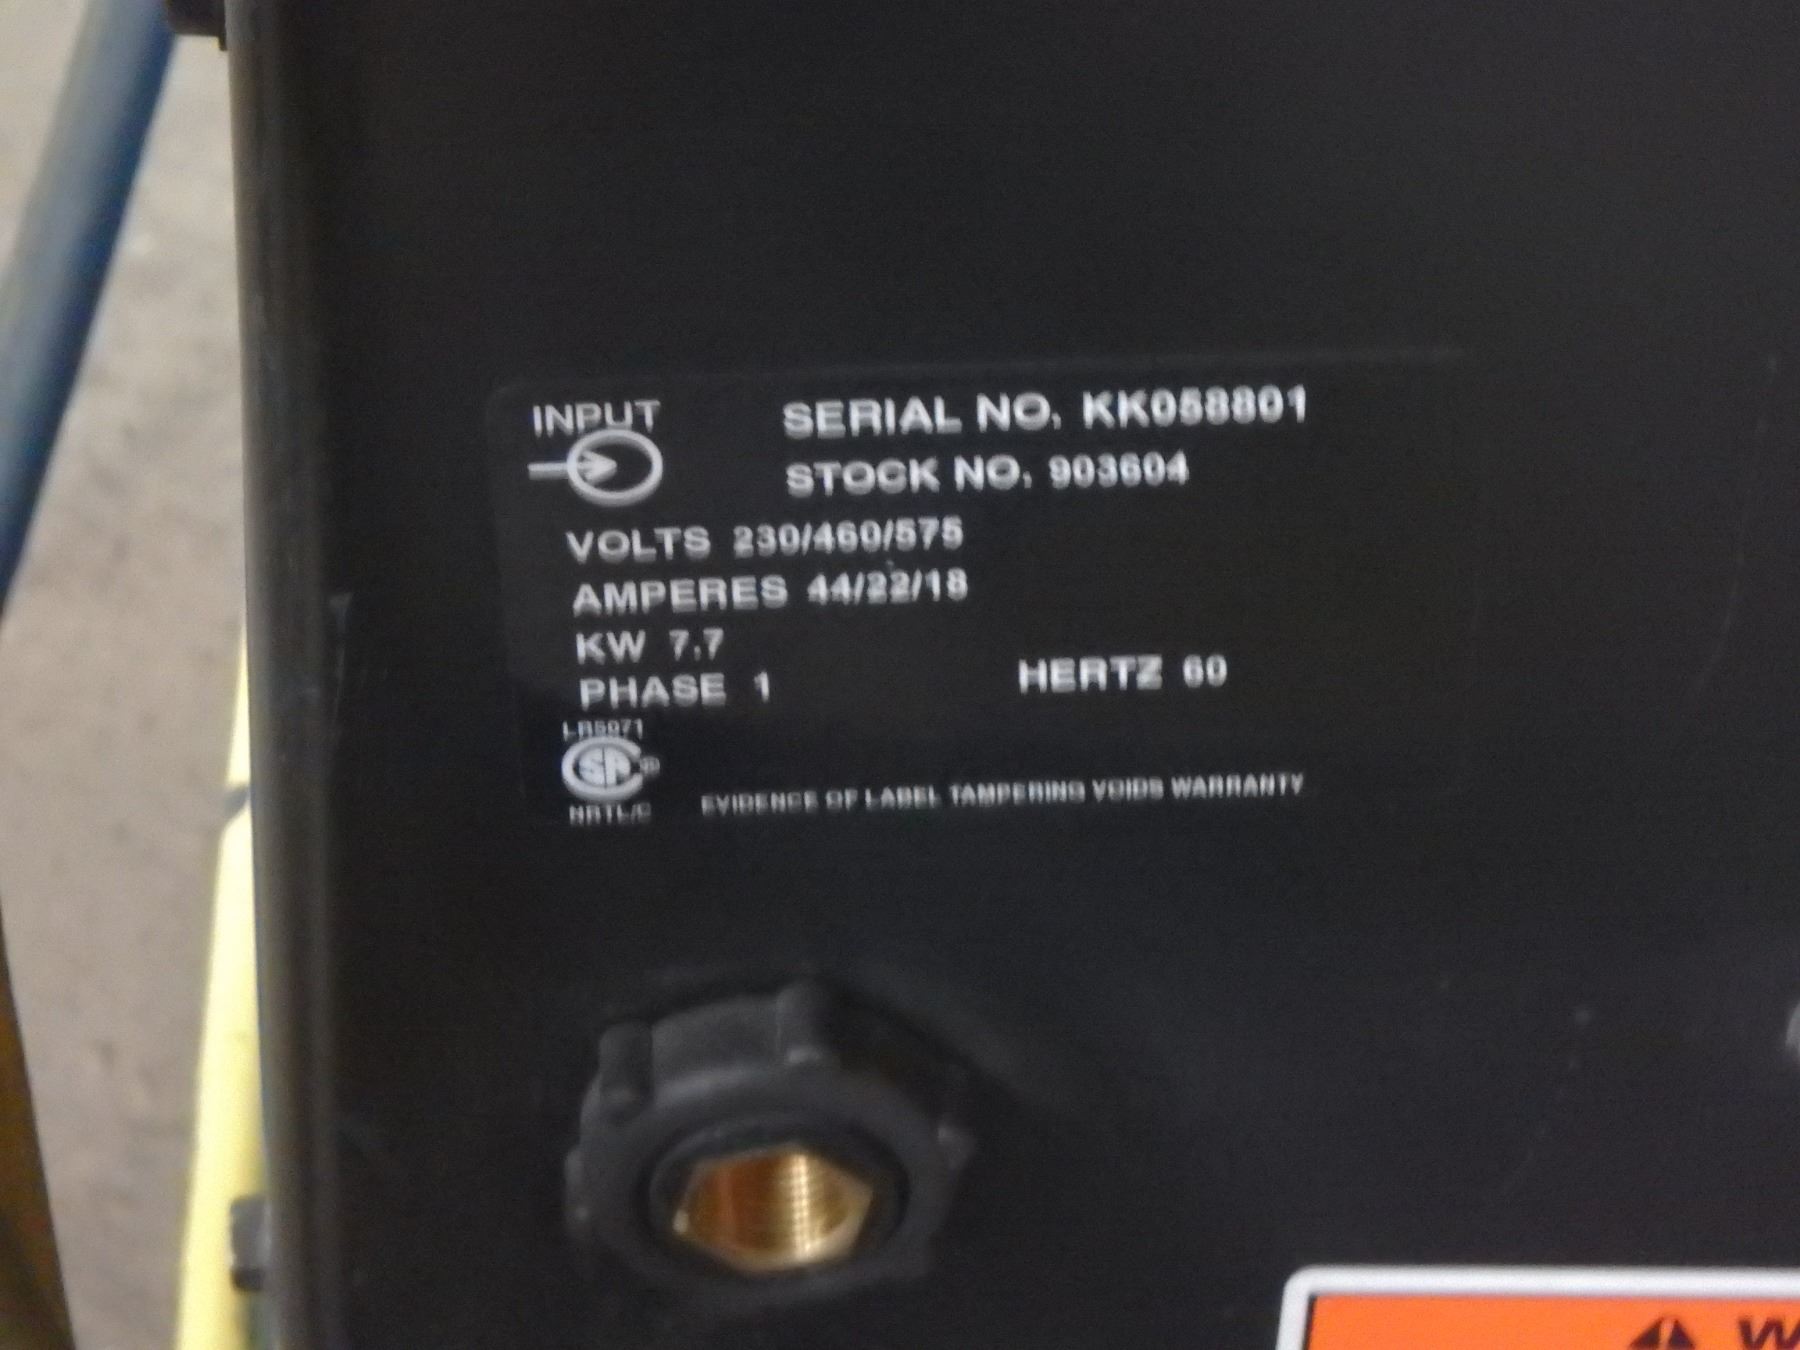 INPUT
SERIAL NO. KK058801
STOCK NO. 903604
VOLTS 230/460/575
AMPERES 44/22/18
KW 7.7
PHASE 1
HERTZ 60
LR5971
SA ®
NRTL/C
EVIDENCE OF LABEL TAMPERING VOIDS WARRANTY